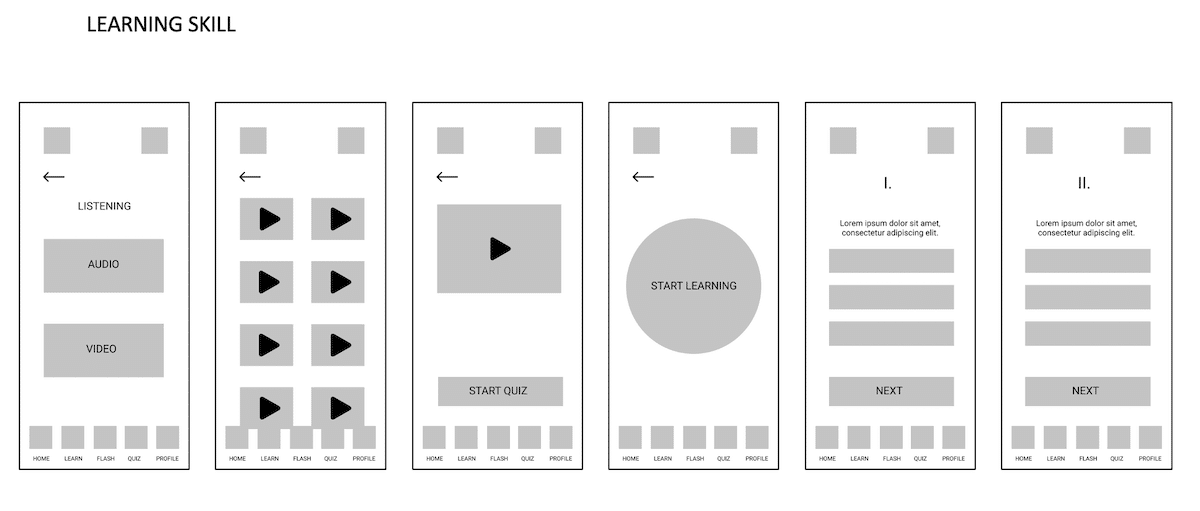 LEARNING SKILL
LISTENING
AUDIO
VIDEO
HOME LEARN FLASH QUIZ PROFILE
HOME LEARN FLASH QUIZ PROFILE
START QUIZ
HOME LEARN FLASH QUIZ PROFILE
START LEARNING
HOME LEARN FLASH QUIZ PROFILE
I.
Lorem ipsum dolor sit amet,
consectetur adipiscing elit.
NEXT
HOME LEARN FLASH QUIZ PROFILE
II.
Lorem ipsum dolor sit amet,
consectetur adipiscing elit.
NEXT
HOME LEARN FLASH QUIZ PROFILE